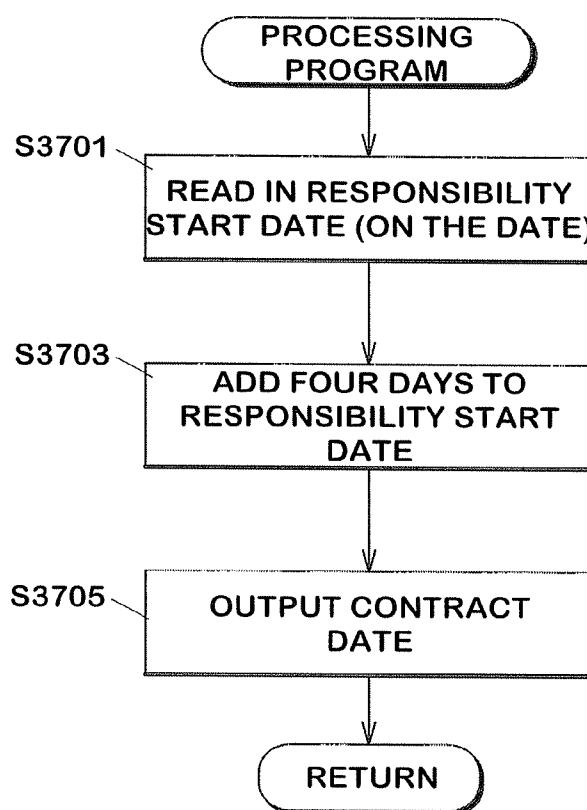 PROCESSING
PROGRAM
S3701
READ IN RESPONSIBILITY
START DATE (ON THE DATE)
S3703
ADD FOUR DAYS TO
RESPONSIBILITY START
DATE
S3705
OUTPUT CONTRACT
DATE
RETURN